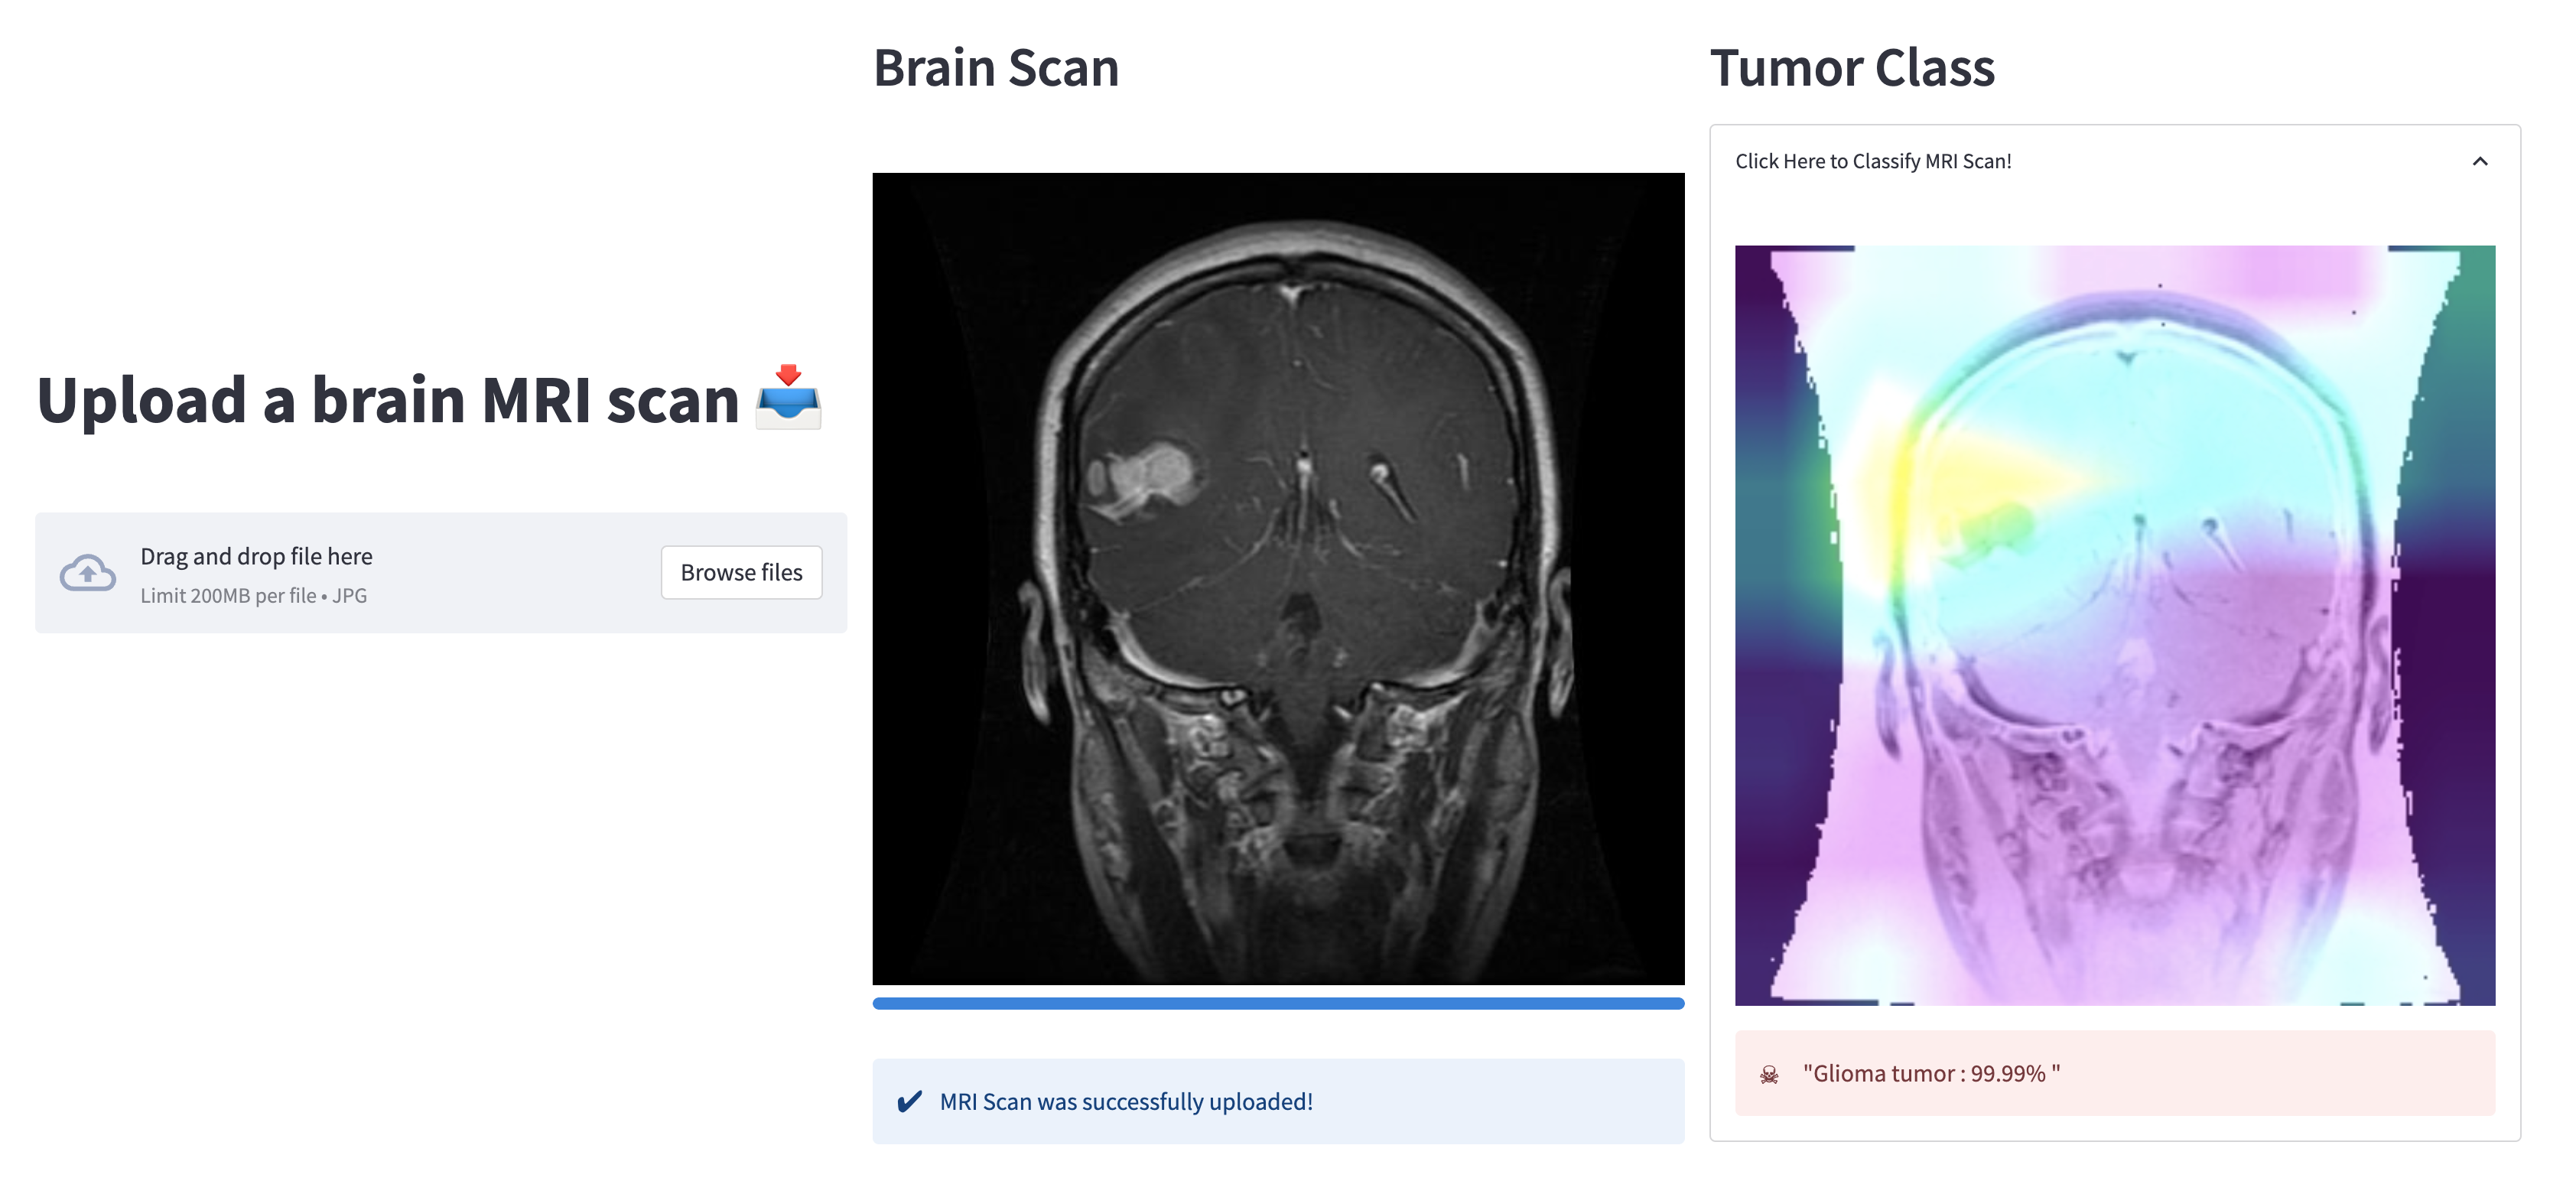 Upload a brain MRI scan 📥
Drag and drop file here
Limit 200MB per file • JPG
Browse files
Brain Scan
✔ MRI Scan was successfully uploaded!
Tumor Class
Click Here to Classify MRI Scan!
☠ "Glioma tumor : 99.99% "